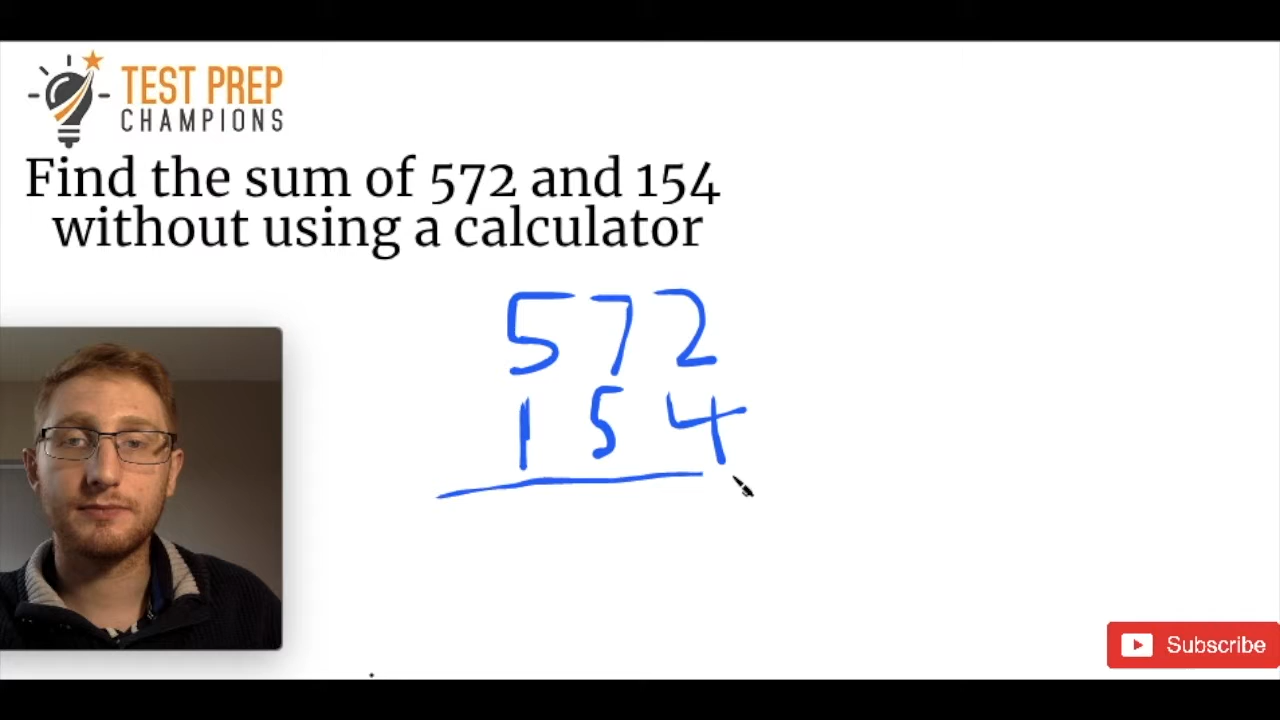 TEST PREP
CHAMPIONS
Find the sum of 572 and 154
without using a calculator
572
154
Subscribe